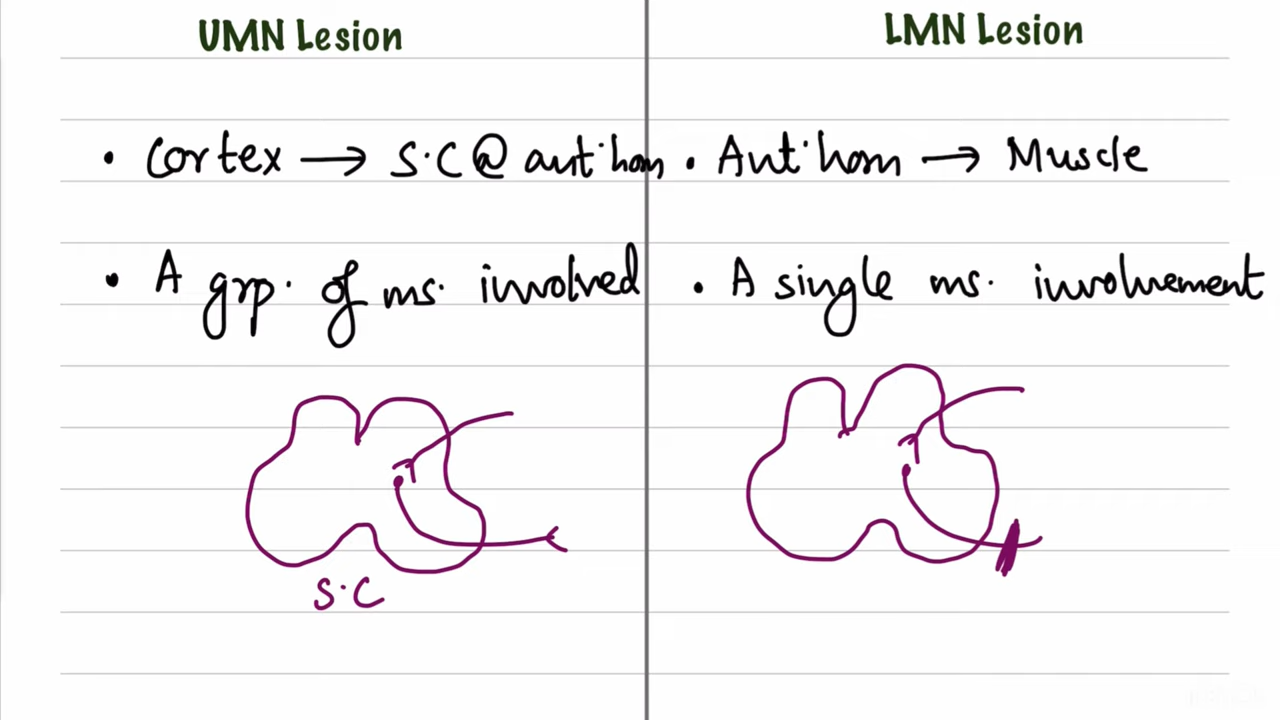 UMN Lesion
• Cortex → S.C @ ant' horn
• A grp. of ms. involved
S.C
LMN Lesion
• Ant' horn → Muscle
• A single ms. involvement